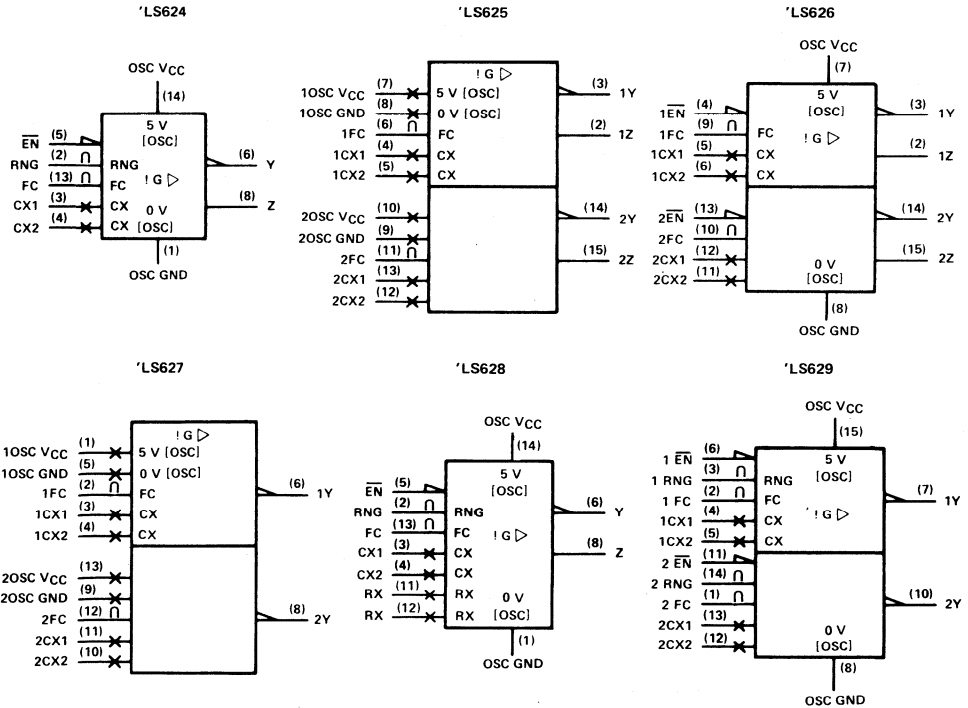 'LS624
OSC VCC
(14)
5 V
[OSC]
EN (5)
RNG (2) ∩ RNG
FC (13) ∩ FC
! G ▷
CX1 (3) CX
0 V
CX2 (4) CX [OSC]
(6) Y
(8) Z
(1)
OSC GND
'LS625
! G ▷
1OSC VCC (7) 5 V [OSC]
1OSC GND (8) 0 V [OSC]
1FC (6) ∩ FC
1CX1 (4) CX
1CX2 (5) CX
(3) 1Y
(2) 1Z
2OSC VCC (10)
2OSC GND (9)
2FC (11) ∩
2CX1 (13)
2CX2 (12)
(14) 2Y
(15) 2Z
'LS626
OSC VCC
(7)
5 V
[OSC]
1EN (4)
1FC (9) ∩ FC
! G ▷
1CX1 (5) CX
1CX2 (6) CX
(3) 1Y
(2) 1Z
2EN (13)
2FC (10) ∩
2CX1 (12)
2CX2 (11)
(14) 2Y
(15) 2Z
0 V
[OSC]
(8)
OSC GND
'LS627
! G ▷
1OSC VCC (1) 5 V [OSC]
1OSC GND (5) 0 V [OSC]
1FC (2) ∩ FC
1CX1 (3) CX
1CX2 (4) CX
(6) 1Y
2OSC VCC (13)
2OSC GND (9)
2FC (12) ∩
2CX1 (11)
2CX2 (10)
(8) 2Y
'LS628
OSC VCC
(14)
5 V
[OSC]
EN (5)
RNG (2) ∩ RNG
FC (13) ∩ FC
! G ▷
CX1 (3) CX
CX2 (4) CX
RX (11) RX
RX (12) RX
0 V
[OSC]
(6) Y
(8) Z
(1)
OSC GND
'LS629
OSC VCC
(15)
5 V
[OSC]
1 EN (6)
1 RNG (3) ∩ RNG
1 FC (2) ∩ FC
1CX1 (4) CX
! G ▷
1CX2 (5) CX
(7) 1Y
2 EN (11)
2 RNG (14) ∩
2 FC (1) ∩
2CX1 (13)
2CX2 (12)
(10) 2Y
0 V
[OSC]
(8)
OSC GND